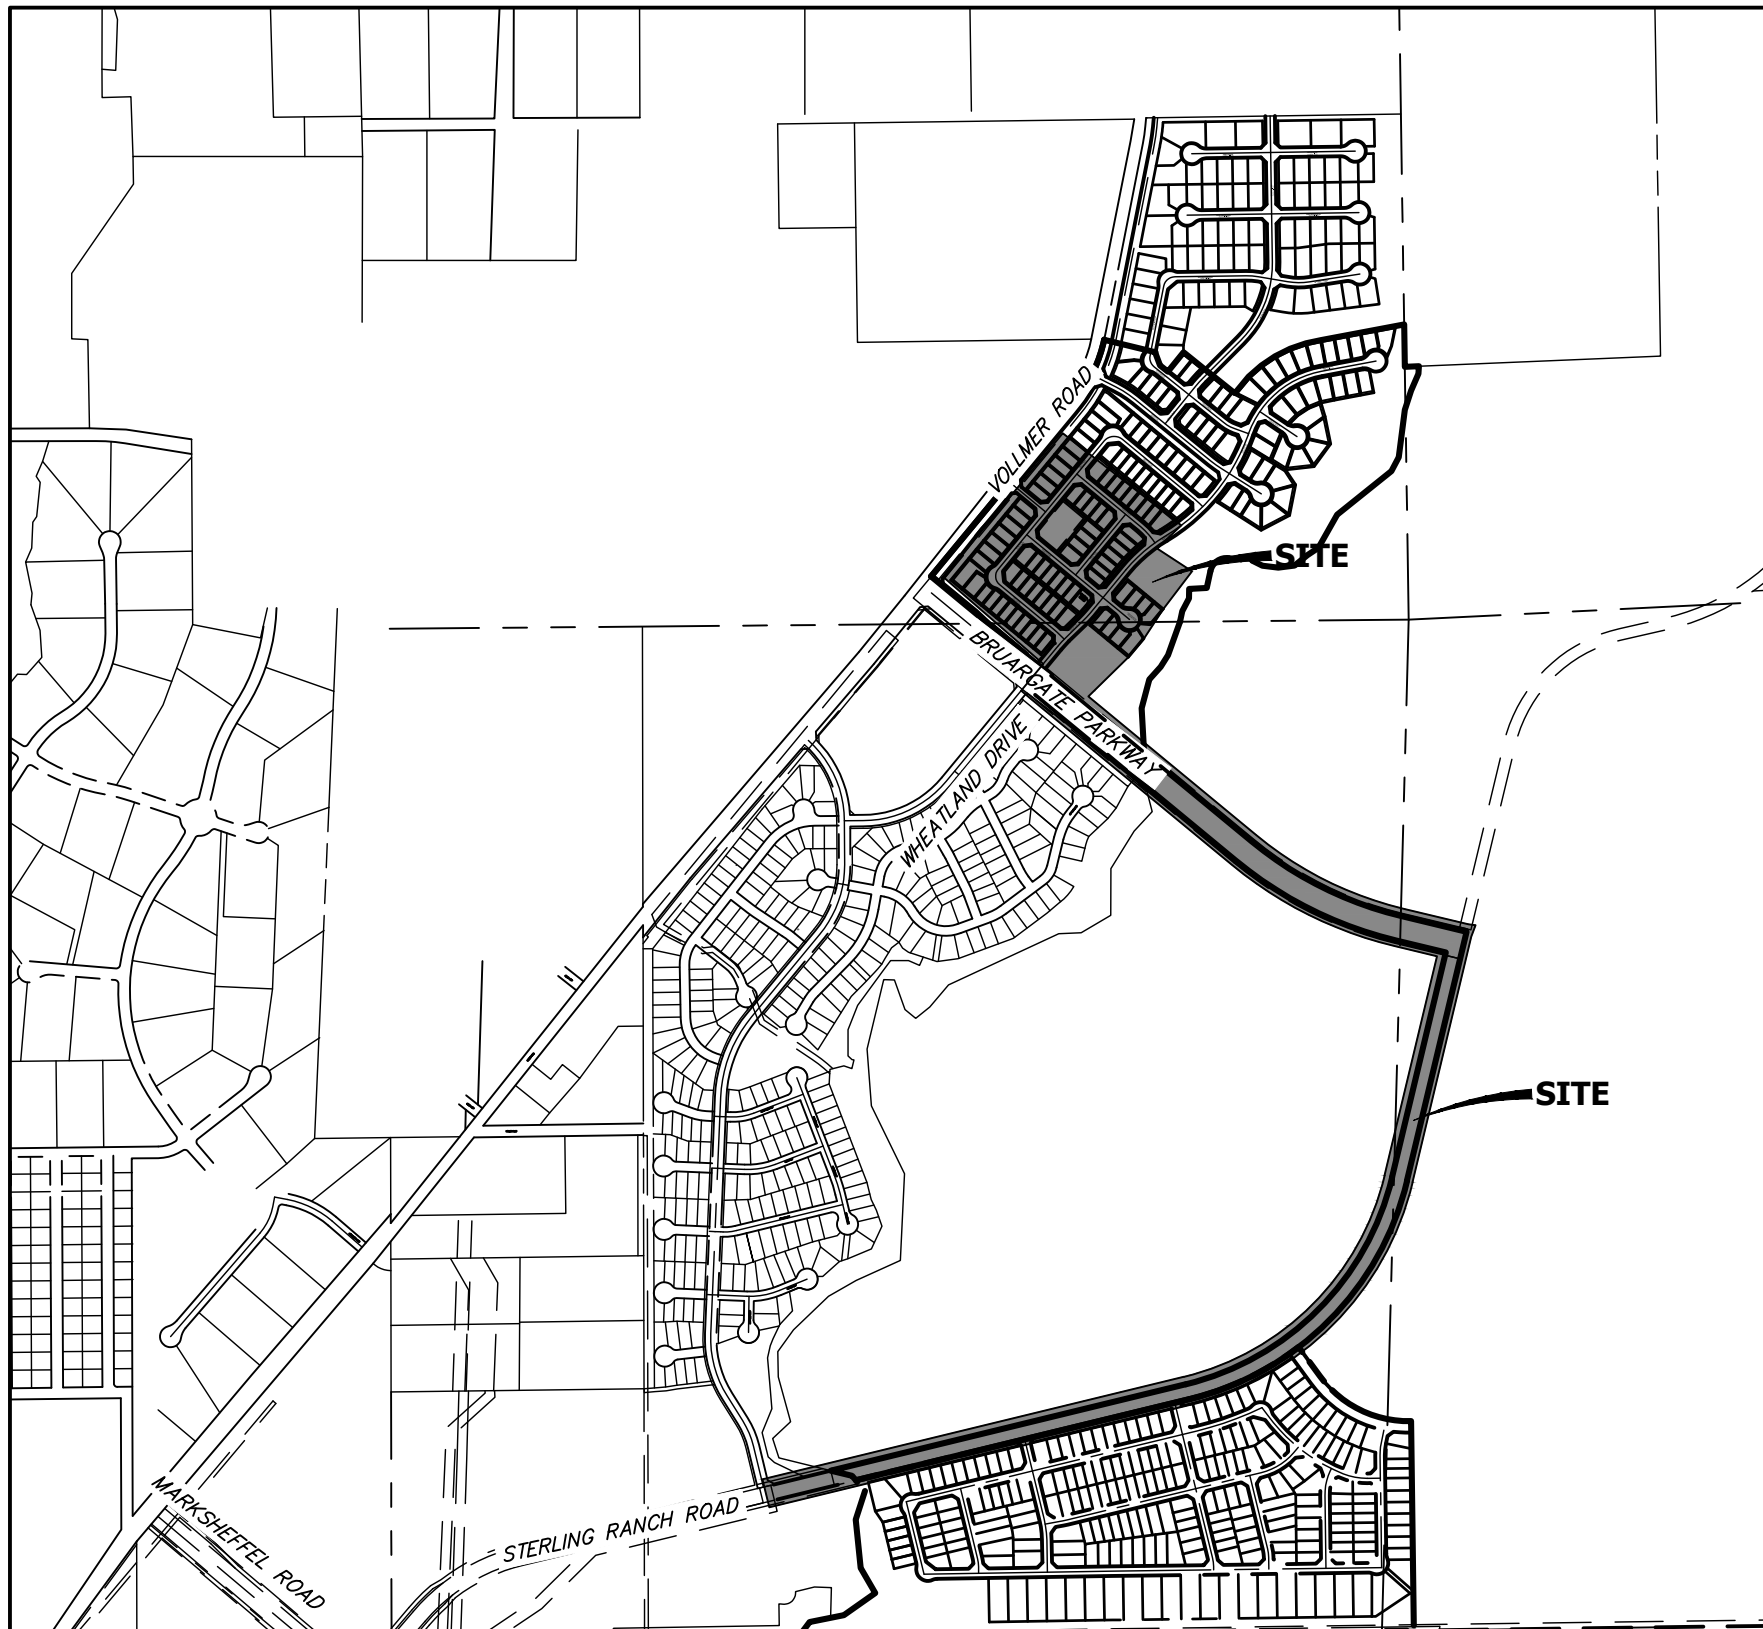 VOLLMER ROAD
SITE
BRUARGATE PARKWAY
WHEATLAND DRIVE
SITE
MARKSHEFFEL ROAD
STERLING RANCH ROAD